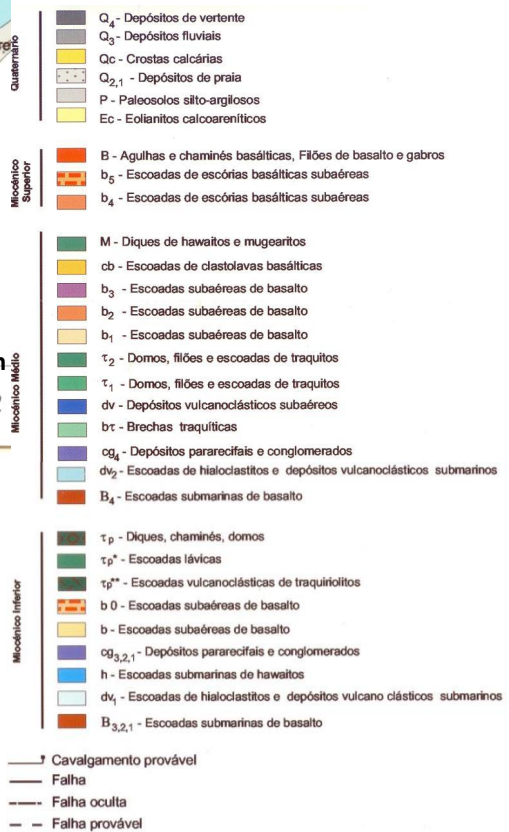 Quaternário
Q4 - Depósitos de vertente
Q3 - Depósitos fluviais
Qc - Crostas calcárias
Q2,1 - Depósitos de praia
P - Paleosolos silto-argilosos
Ec - Eolianitos calcoareníticos
Miocénico Superior
B - Agulhas e chaminés basálticas, Filões de basalto e gabros
b5 - Escoadas de escórias basálticas subaéreas
b4 - Escoadas de escórias basálticas subaéreas
Miocénico Médio
M - Diques de hawaitos e mugearitos
cb - Escoadas de clastolavas basálticas
b3 - Escoadas subaéreas de basalto
b2 - Escoadas subaéreas de basalto
b1 - Escoadas subaéreas de basalto
τ2 - Domos, filões e escoadas de traquitos
τ1 - Domos, filões e escoadas de traquitos
dv - Depósitos vulcanoclásticos subaéreos
bτ - Brechas traquíticas
cg4 - Depósitos pararecifais e conglomerados
dv2 - Escoadas de hialoclastitos e depósitos vulcanoclásticos submarinos
B4 - Escoadas submarinas de basalto
Miocénico Inferior
τp - Diques, chaminés, domos
τp* - Escoadas lávicas
τp** - Escoadas vulcanoclásticas de traquiriolitos
b 0 - Escoadas subaéreas de basalto
b - Escoadas subaéreas de basalto
cg3,2,1 - Depósitos pararecifais e conglomerados
h - Escoadas submarinas de hawaitos
dv1 - Escoadas de hialoclastitos e depósitos vulcano clásticos submarinos
B3,2,1 - Escoadas submarinas de basalto
Cavalgamento provável
Falha
Falha oculta
Falha provável